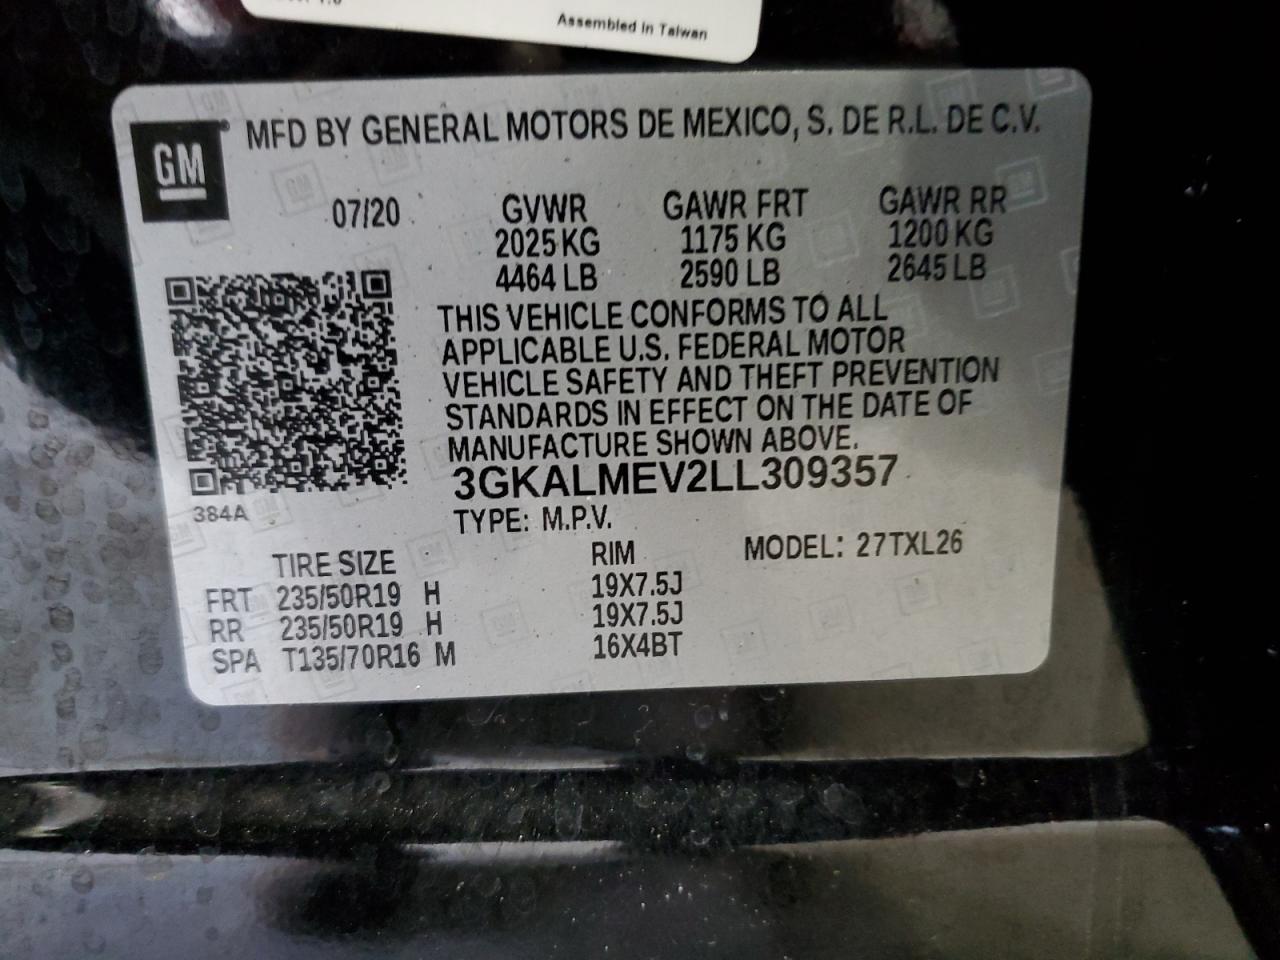 Assembled in Taiwan
GM
MFD BY GENERAL MOTORS DE MEXICO, S. DE R.L. DE C.V.
07/20 GVWR GAWR FRT GAWR RR
2025 KG 1175 KG 1200 KG
4464 LB 2590 LB 2645 LB
THIS VEHICLE CONFORMS TO ALL
APPLICABLE U.S. FEDERAL MOTOR
VEHICLE SAFETY AND THEFT PREVENTION
STANDARDS IN EFFECT ON THE DATE OF
MANUFACTURE SHOWN ABOVE.
3GKALMEV2LL309357
384A
TYPE: M.P.V.
TIRE SIZE RIM MODEL: 27TXL26
FRT 235/50R19 H 19X7.5J
RR 235/50R19 H 19X7.5J
SPA T135/70R16 M 16X4BT